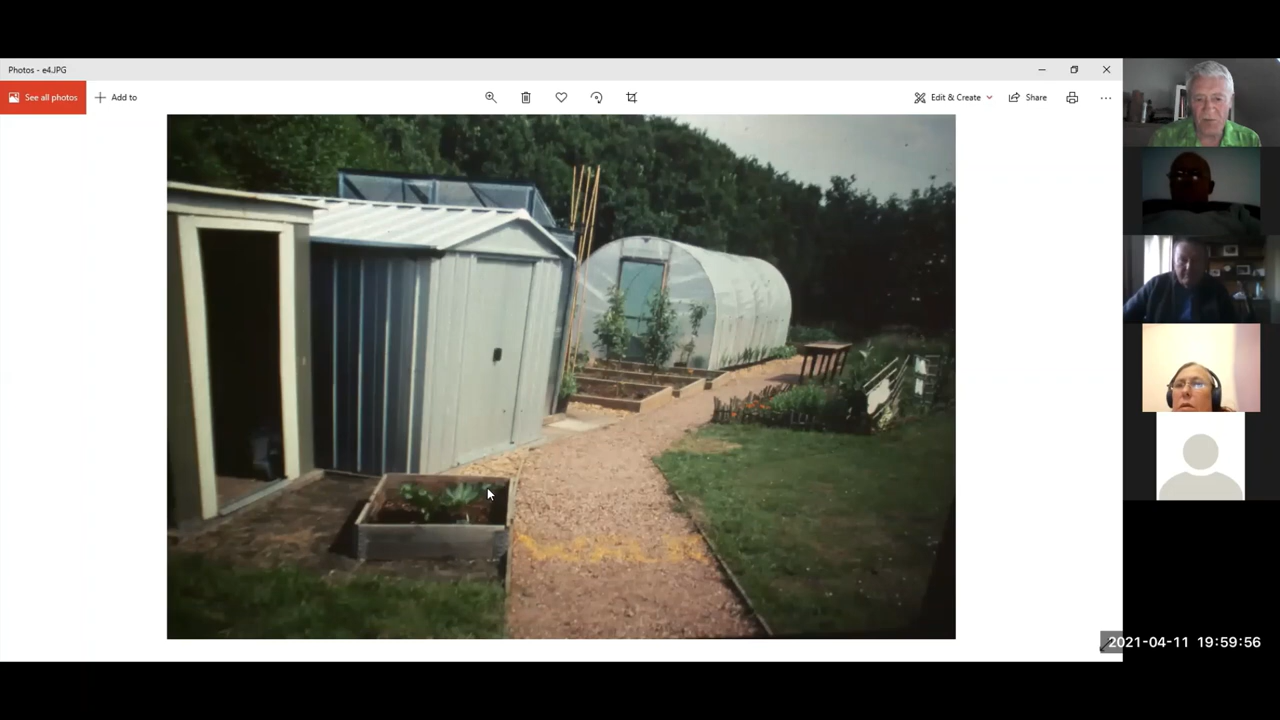 Photos - e4.JPG
See all photos
Add to
Edit & Create
Share
2021-04-11 19:59:56